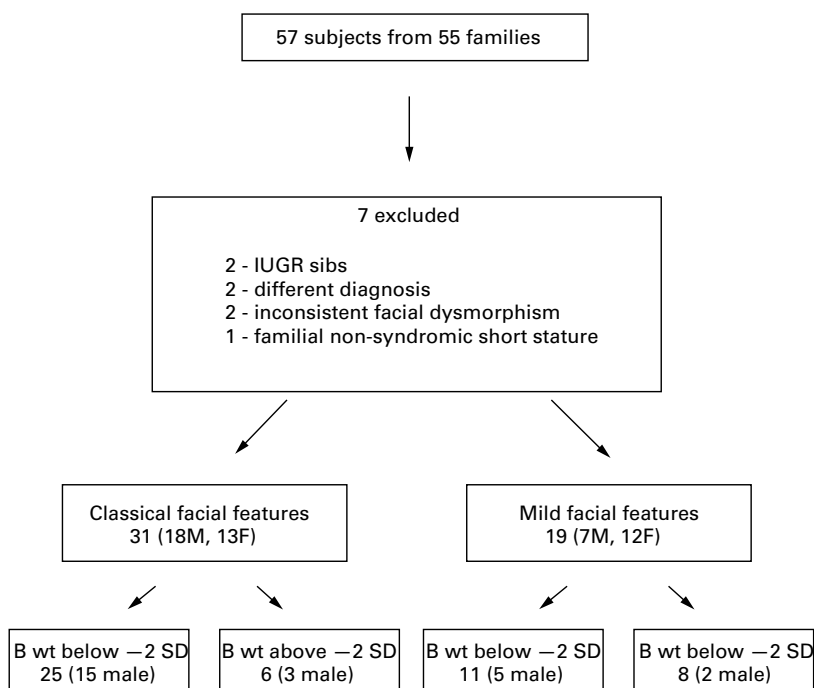 57 subjects from 55 families
7 excluded
2 - IUGR sibs
2 - different diagnosis
2 - inconsistent facial dysmorphism
1 - familial non-syndromic short stature
Classical facial features
31 (18M, 13F)
Mild facial features
19 (7M, 12F)
B wt below −2 SD
25 (15 male)
B wt above −2 SD
6 (3 male)
B wt below −2 SD
11 (5 male)
B wt below −2 SD
8 (2 male)